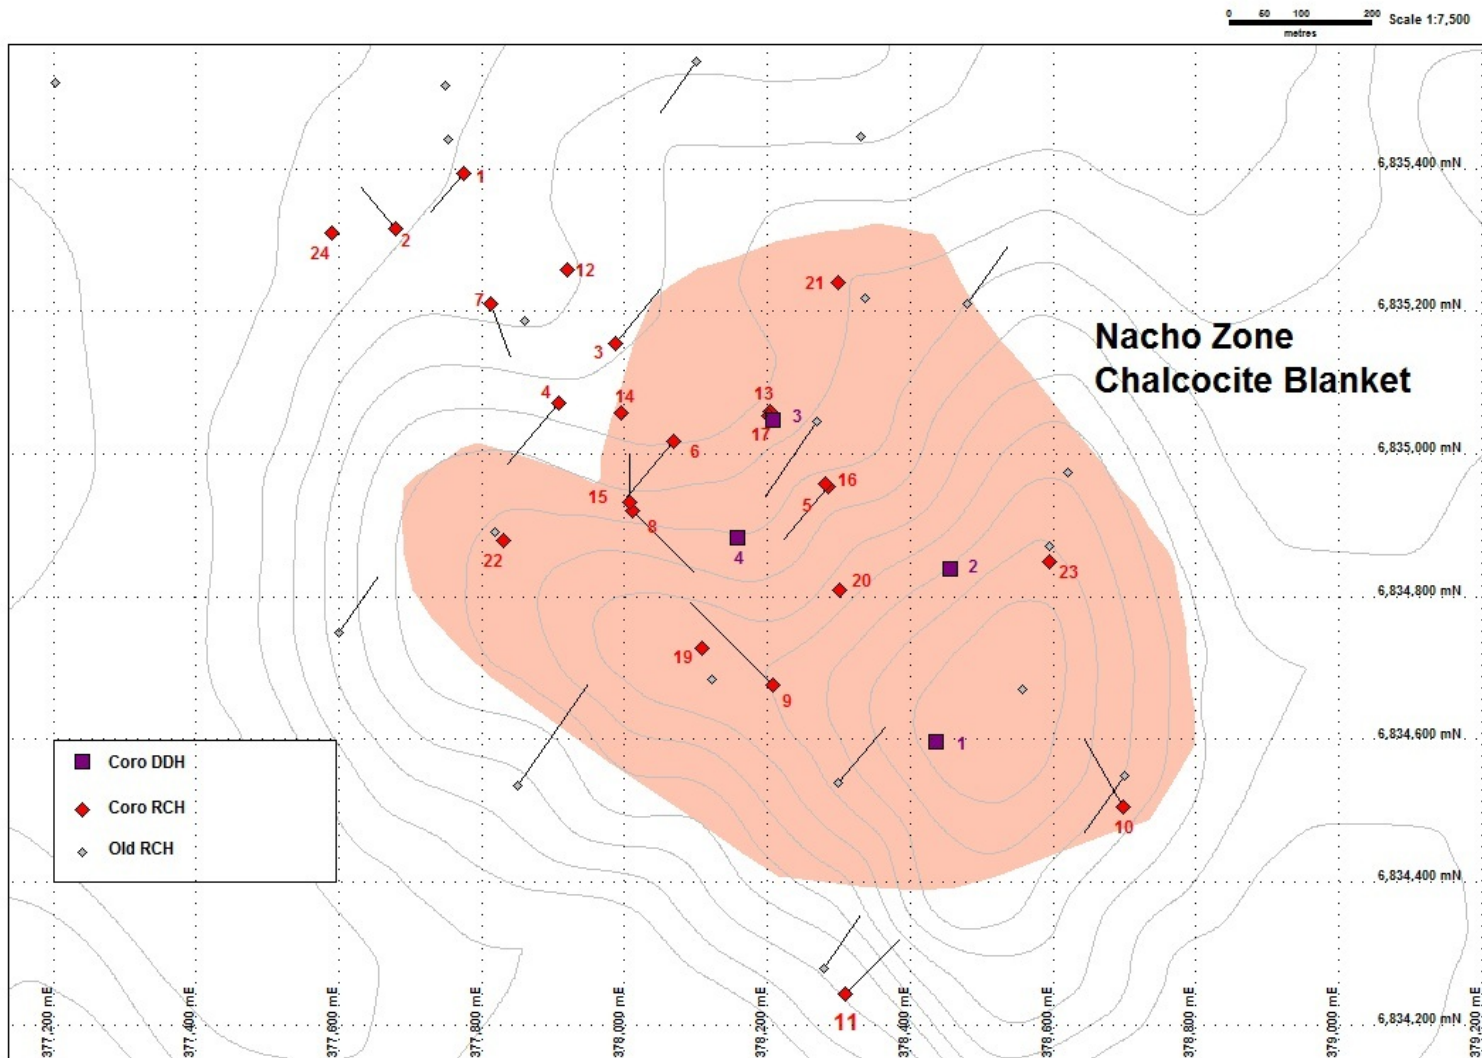 0 50 100 200 Scale 1:7,500
metres
6,835,400 mN
1
2
24
12
7
21
6,835,200 mN
Nacho Zone
Chalcocite Blanket
3
4
14
13
3
17
6
6,835,000 mN
16
15
5
8
22
4
2
23
20
6,834,800 mN
19
9
6,834,600 mN
1
Coro DDH
Coro RCH
10
Old RCH
6,834,400 mN
11
6,834,200 mN
377,200 mE
377,400 mE
377,600 mE
377,800 mE
378,000 mE
378,200 mE
378,400 mE
378,600 mE
378,800 mE
379,000 mE
379,200 mE